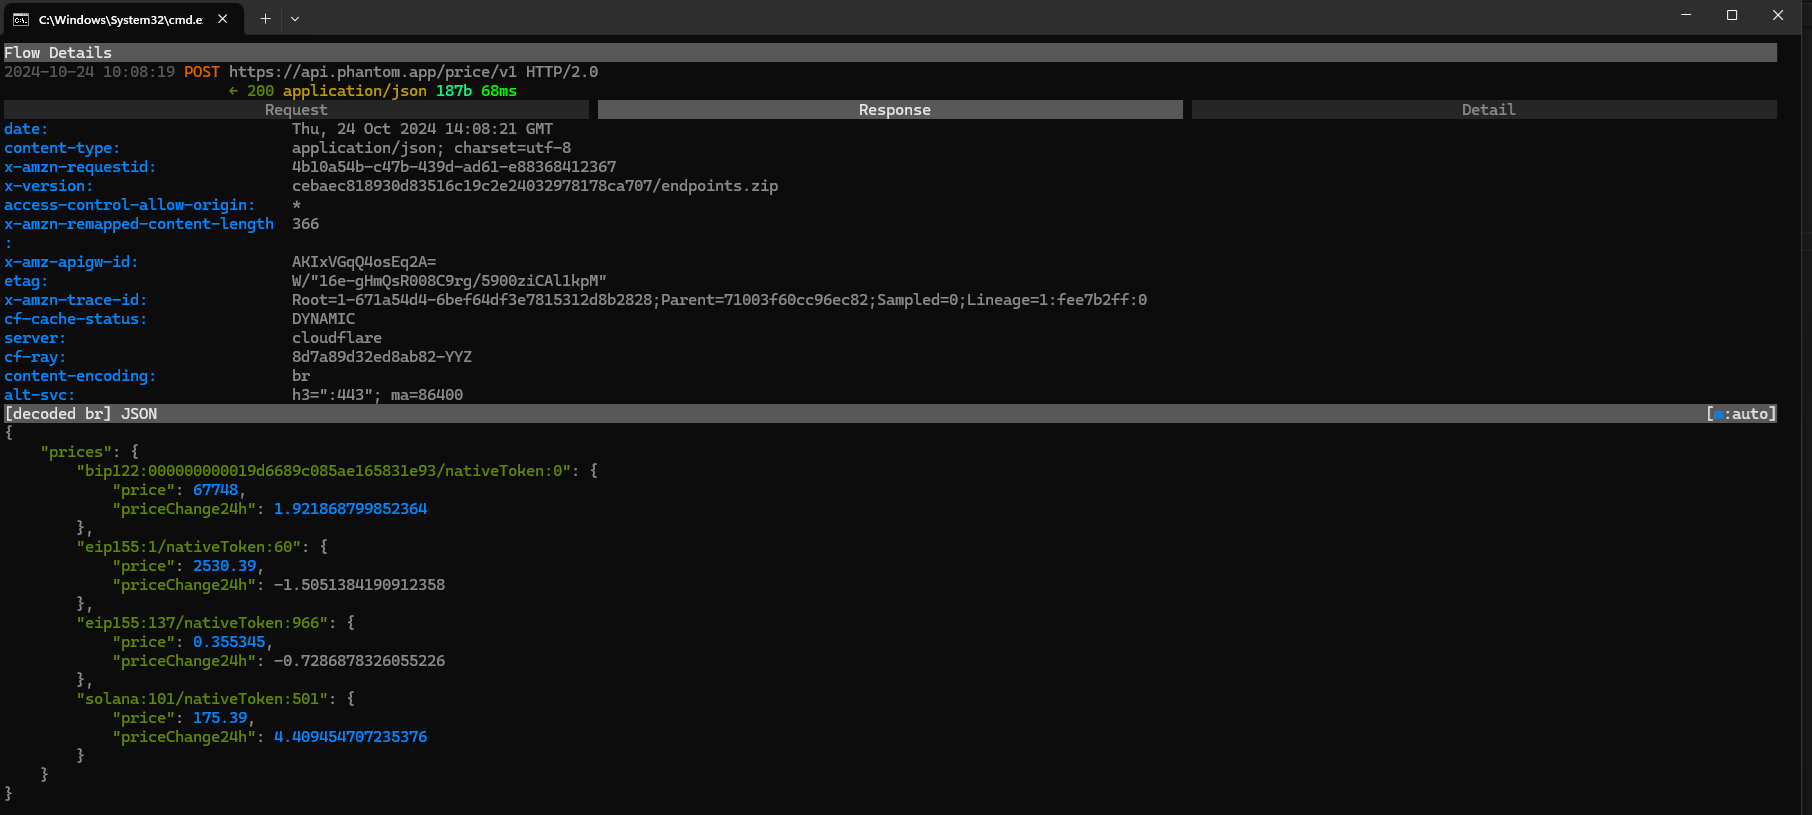 C:\Windows\System32\cmd.e
Flow Details
2024-10-24 10:08:19 POST https://api.phantom.app/price/v1 HTTP/2.0
← 200 application/json 187b 68ms
Request Response Detail
date: Thu, 24 Oct 2024 14:08:21 GMT
content-type: application/json; charset=utf-8
x-amzn-requestid: 4b10a54b-c47b-439d-ad61-e88368412367
x-version: cebaec818930d83516c19c2e24032978178ca707/endpoints.zip
access-control-allow-origin: *
x-amzn-remapped-content-length 366
:
x-amz-apigw-id: AKIxVGqQ4osEq2A=
etag: W/"16e-gHmQsR008C9rg/5900ziCAl1kpM"
x-amzn-trace-id: Root=1-671a54d4-6bef64df3e7815312d8b2828;Parent=71003f60cc96ec82;Sampled=0;Lineage=1:fee7b2ff:0
cf-cache-status: DYNAMIC
server: cloudflare
cf-ray: 8d7a89d32ed8ab82-YYZ
content-encoding: br
alt-svc: h3=":443"; ma=86400
[decoded br] JSON [m:auto]
{
"prices": {
"bip122:000000000019d6689c085ae165831e93/nativeToken:0": {
"price": 67748,
"priceChange24h": 1.921868799852364
},
"eip155:1/nativeToken:60": {
"price": 2530.39,
"priceChange24h": -1.5051384190912358
},
"eip155:137/nativeToken:966": {
"price": 0.355345,
"priceChange24h": -0.7286878326055226
},
"solana:101/nativeToken:501": {
"price": 175.39,
"priceChange24h": 4.409454707235376
}
}
}